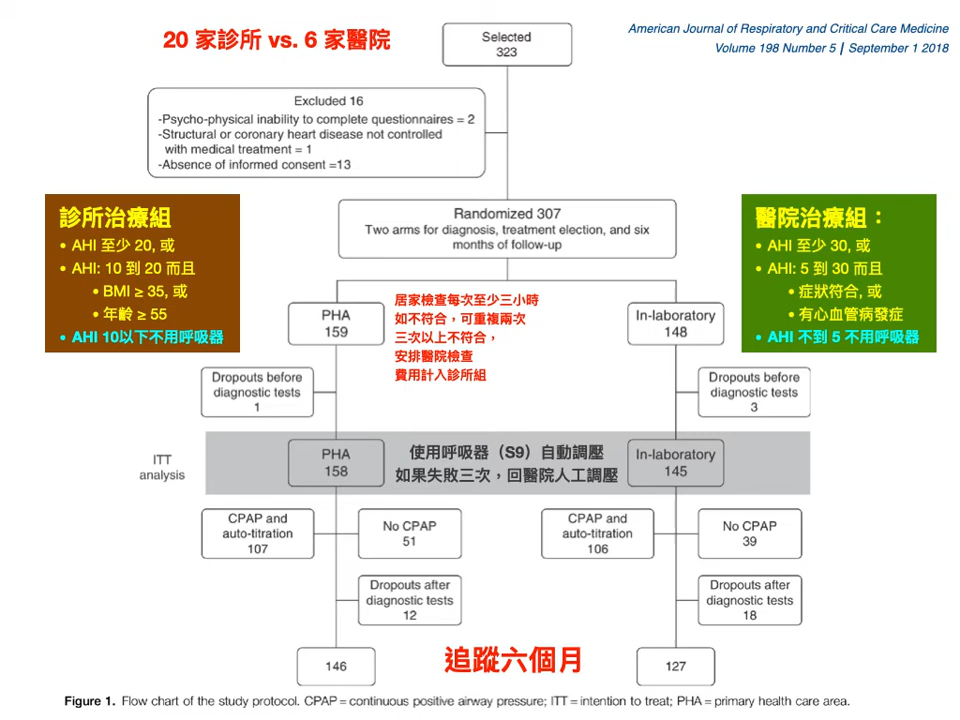 20 家診所 vs. 6 家醫院
American Journal of Respiratory and Critical Care Medicine
Volume 198 Number 5 | September 1 2018
Selected
323
Excluded 16
-Psycho-physical inability to complete questionnaires = 2
-Structural or coronary heart disease not controlled
with medical treatment = 1
-Absence of informed consent =13
診所治療組
• AHI 至少 20, 或
• AHI: 10 到 20 而且
• BMI ≥ 35, 或
• 年齡 ≥ 55
• AHI 10以下不用呼吸器
Randomized 307
Two arms for diagnosis, treatment election, and six
months of follow-up
醫院治療組：
• AHI 至少 30, 或
• AHI: 5 到 30 而且
• 症狀符合, 或
• 有心血管病發症
• AHI 不到 5 不用呼吸器
PHA
159
居家檢查每次至少三小時
如不符合，可重複兩次
三次以上不符合，
安排醫院檢查
費用計入診所組
In-laboratory
148
Dropouts before
diagnostic tests
1
Dropouts before
diagnostic tests
3
ITT
analysis
PHA
158
使用呼吸器（S9）自動調壓
如果失敗三次，回醫院人工調壓
In-laboratory
145
CPAP and
auto-titration
107
No CPAP
51
CPAP and
auto-titration
106
No CPAP
39
Dropouts after
diagnostic tests
12
Dropouts after
diagnostic tests
18
146
追蹤六個月
127
Figure 1. Flow chart of the study protocol. CPAP = continuous positive airway pressure; ITT = intention to treat; PHA = primary health care area.